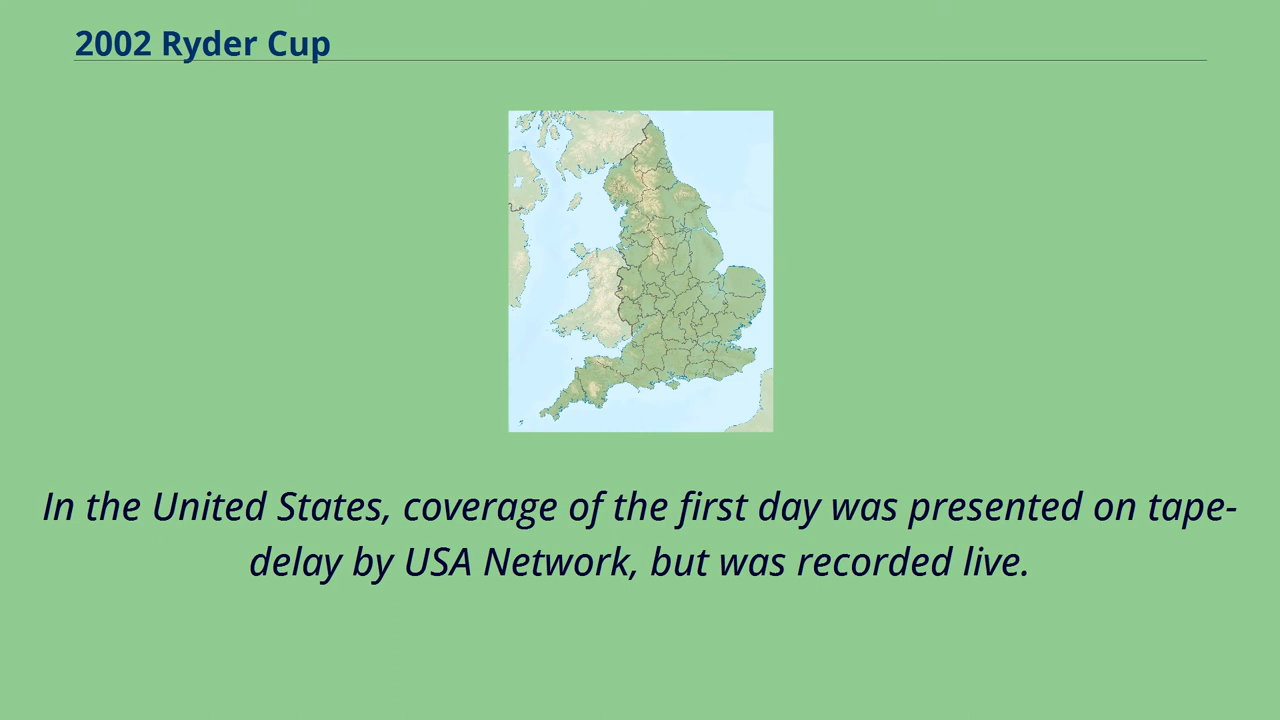 2002 Ryder Cup
In the United States, coverage of the first day was presented on tape-
delay by USA Network, but was recorded live.